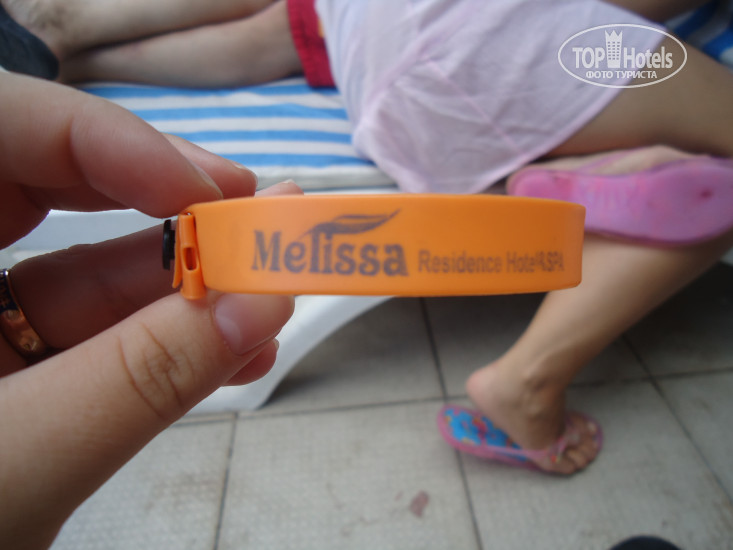 TOP Hotels
ФОТО ТУРИСТА
Melissa Residence Hotel&SPA